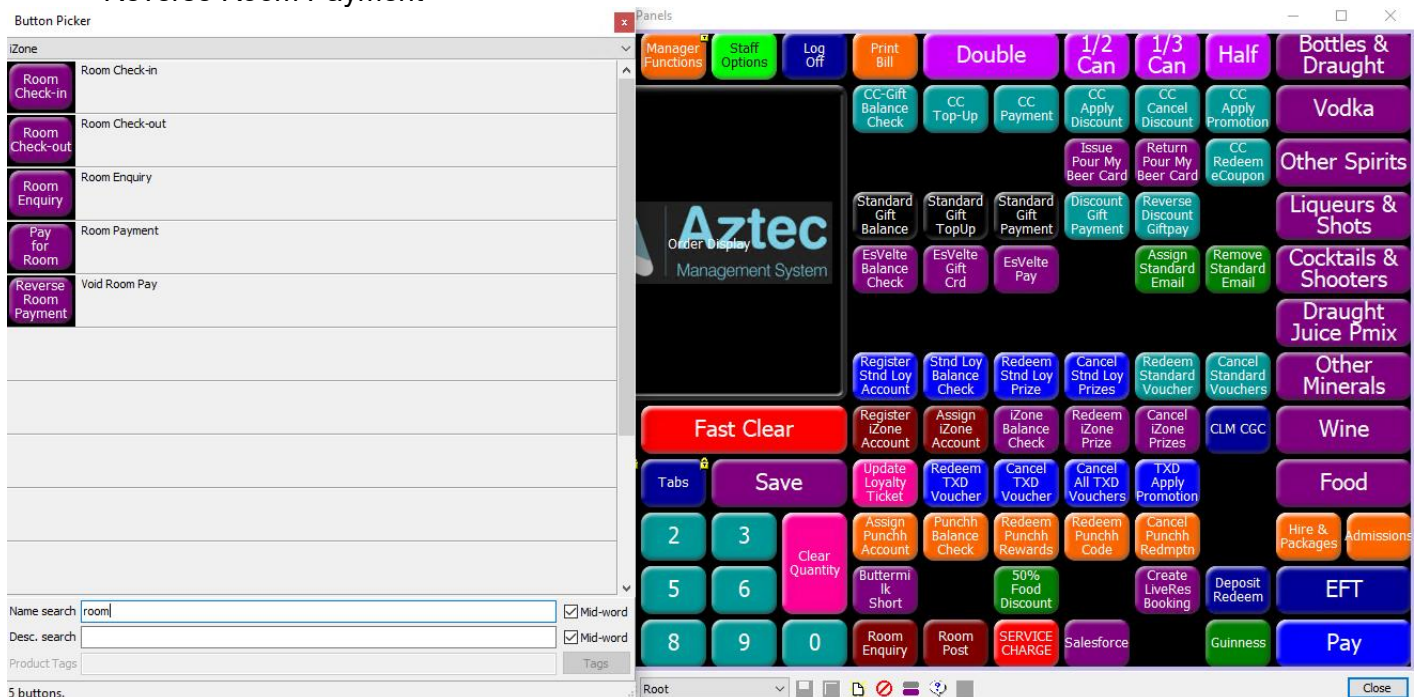 Reverse Room Payment
Button Picker
iZone
Room
Check-in
Room Check-in
Room
Check-out
Room Check-out
Room
Enquiry
Room Enquiry
Pay
for
Room
Room Payment
Reverse
Room
Payment
Void Room Pay
Name search room
Mid-word
Desc. search
Mid-word
Product Tags
Tags
5 buttons.
Panels
Manager
Functions
Staff
Options
Log
Off
Print
Bill
Double
1/2
Can
1/3
Can
Half
Bottles &
Draught
Aztec
Order Display
Management System
CC-Gift
Balance
Check
CC
Top-Up
CC
Payment
CC
Apply
Discount
CC
Cancel
Discount
CC
Apply
Promotion
Vodka
Issue
Pour My
Beer Card
Return
Pour My
Beer Card
CC
Redeem
eCoupon
Other Spirits
Standard
Gift
Balance
Standard
Gift
TopUp
Standard
Gift
Payment
Discount
Gift
Payment
Reverse
Discount
Giftpay
Liqueurs &
Shots
EsVelte
Balance
Check
EsVelte
Gift
Crd
EsVelte
Pay
Assign
Standard
Email
Remove
Standard
Email
Cocktails &
Shooters
Draught
Juice Pmix
Register
Stnd Loy
Account
Stnd Loy
Balance
Check
Redeem
Stnd Loy
Prize
Cancel
Stnd Loy
Prizes
Redeem
Standard
Voucher
Cancel
Standard
Vouchers
Other
Minerals
Fast Clear
Register
iZone
Account
Assign
iZone
Account
iZone
Balance
Check
Redeem
iZone
Prize
Cancel
iZone
Prizes
CLM CGC
Wine
Tabs
Save
Update
Loyalty
Ticket
Redeem
TXD
Voucher
Cancel
TXD
Voucher
Cancel
All TXD
Vouchers
TXD
Apply
Promotion
Food
2
3
Clear
Quantity
Assign
Punchh
Account
Punchh
Balance
Check
Redeem
Punchh
Rewards
Redeem
Punchh
Code
Cancel
Punchh
Redmptn
Hire &
Packages
Admissions
5
6
Buttermi
lk
Short
50%
Food
Discount
Create
LiveRes
Booking
Deposit
Redeem
EFT
8
9
0
Room
Enquiry
Room
Post
SERVICE
CHARGE
Salesforce
Guinness
Pay
Root
Close